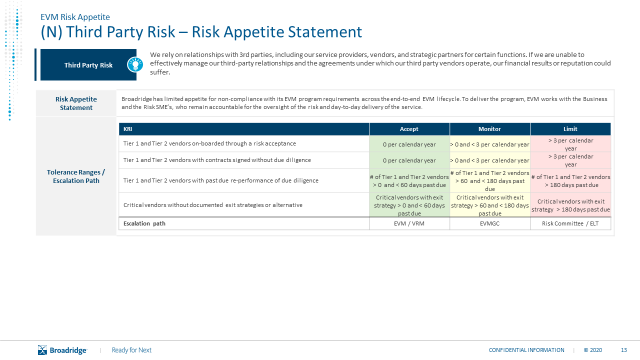 EVM Risk Appetite
(N) Third Party Risk – Risk Appetite Statement
Third Party Risk
We rely on relationships with 3rd parties, including our service providers, vendors, and strategic partners for certain functions. If we are unable to
effectively manage our third-party relationships and the agreements under which our third party vendors operate, our financial results or reputation could
suffer.
Risk Appetite
Statement
Broadridge has limited appetite for non-compliance with its EVM program requirements across the end-to-end EVM lifecycle. To deliver the program, EVM works with the Business
and the Risk SME's, who remain accountable for the oversight of the risk and day-to-day delivery of the service.
Tolerance Ranges /
Escalation Path
KRI Accept Monitor Limit
Tier 1 and Tier 2 vendors on-boarded through a risk acceptance 0 per calendar year > 0 and < 3 per calendar year > 3 per calendar
year
Tier 1 and Tier 2 vendors with contracts signed without due diligence 0 per calendar year > 0 and < 3 per calendar year > 3 per calendar
year
Tier 1 and Tier 2 vendors with past due re-performance of due diligence
# of Tier 1 and Tier 2 vendors
> 0 and < 60 days past due
# of Tier 1 and Tier 2 vendors
> 60 and < 180 days past
due
# of Tier 1 and Tier 2 vendors
> 180 days past due
Critical vendors without documented exit strategies or alternative
Critical vendors with exit
strategy > 0 and < 60 days
past due
Critical vendors with exit
strategy > 60 and < 180 days
past due
Critical vendors with exit
strategy > 180 days past due
Escalation path EVM / VRM EVMGC Risk Committee / ELT
Broadridge
Ready for Next
CONFIDENTIAL INFORMATION | © 2020 13